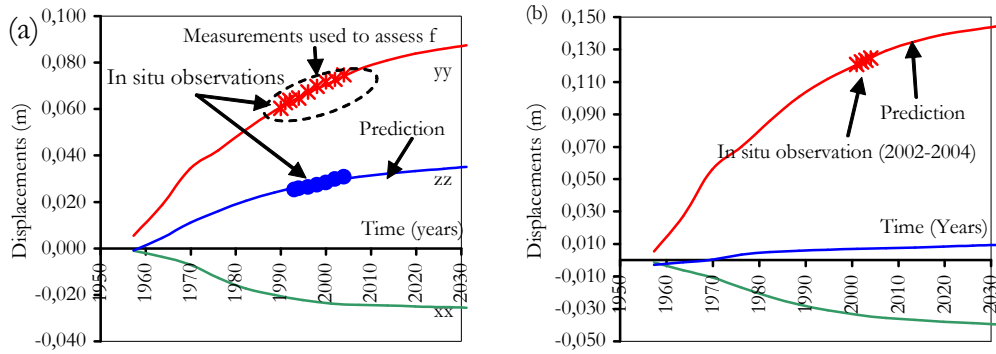 (a)
0,100
0,080
0,060
0,040
0,020
0,000
-0,020
-0,040
Displacements (m)
Measurements used to assess f
In situ observations
yy
Prediction
zz
Time (years)
xx
1950
1960
1970
1980
1990
2000
2010
2020
2030
(b)
0,150
0,130
0,110
0,090
0,070
0,050
0,030
0,010
-0,010
-0,030
-0,050
Displacements (m)
Prediction
In situ observation (2002-2004)
Time (Years)
1950
1960
1970
1980
1990
2000
2010
2020
2030